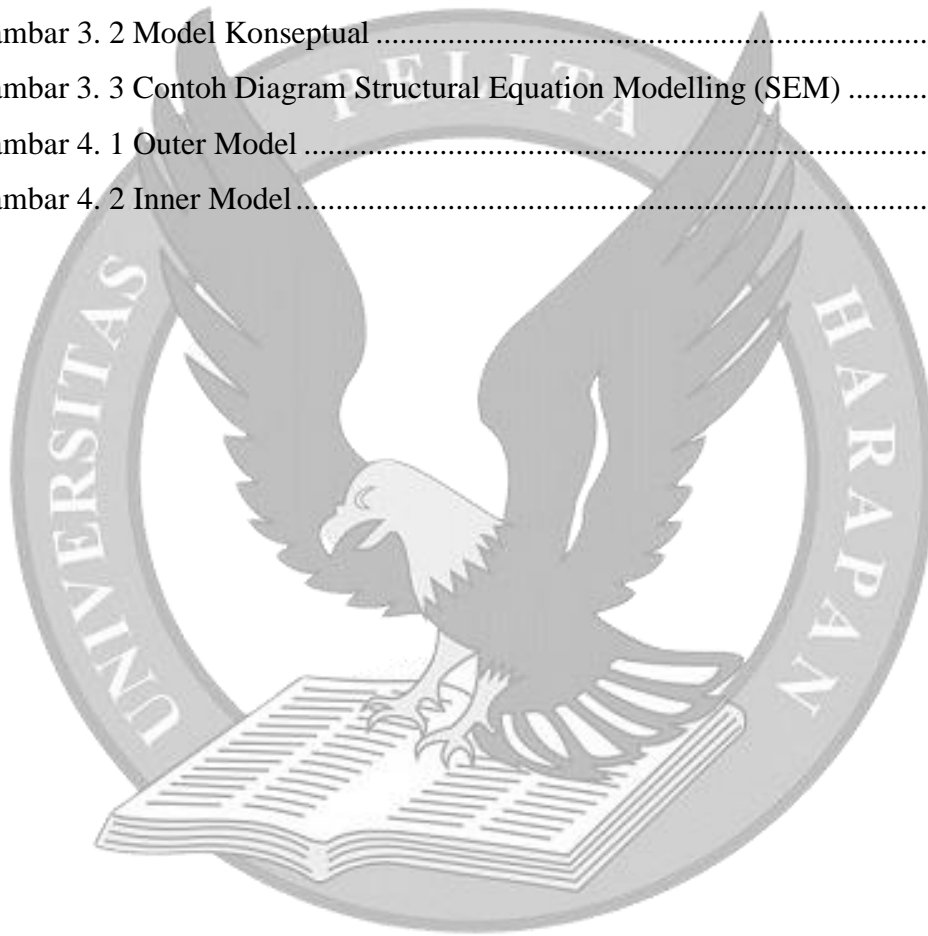 ambar 3. 2 Model Konseptual ........................................................................
ambar 3. 3 Contoh Diagram Structural Equation Modelling (SEM) ..........
ambar 4. 1 Outer Model ................................................................................
ambar 4. 2 Inner Model .................................................................................
UNIVERSITAS
PELITA
HARAPAN